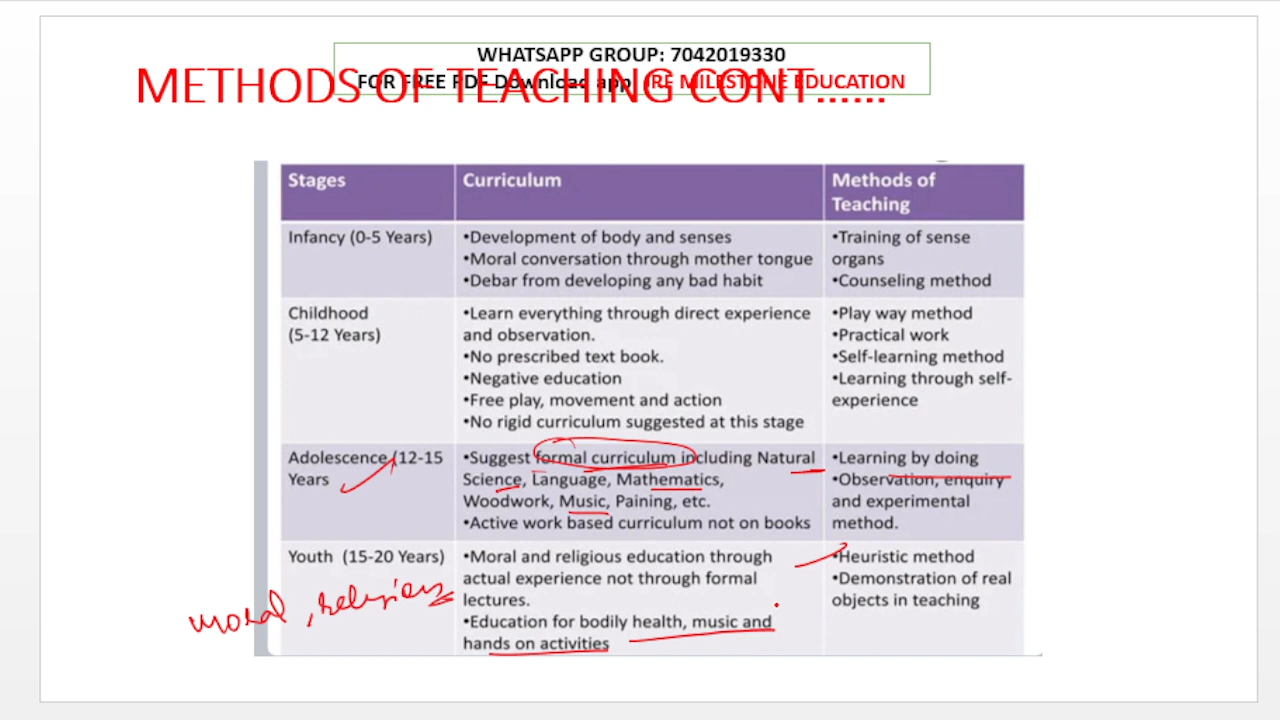 WHATSAPP GROUP: 7042019330
FOR FREE PDF Download app JRF MILESTONE EDUCATION
METHODS OF TEACHING CONT……
Stages
Curriculum
Methods of
Teaching
Infancy (0-5 Years)
•Development of body and senses
•Moral conversation through mother tongue
•Debar from developing any bad habit
•Training of sense
organs
•Counseling method
Childhood
(5-12 Years)
•Learn everything through direct experience
and observation.
•No prescribed text book.
•Negative education
•Free play, movement and action
•No rigid curriculum suggested at this stage
•Play way method
•Practical work
•Self-learning method
•Learning through self-
experience
Adolescence (12-15
Years
•Suggest formal curriculum including Natural
Science, Language, Mathematics,
Woodwork, Music, Paining, etc.
•Active work based curriculum not on books
•Learning by doing
•Observation, enquiry
and experimental
method.
Youth (15-20 Years)
•Moral and religious education through
actual experience not through formal
lectures.
•Education for bodily health, music and
hands on activities
•Heuristic method
•Demonstration of real
objects in teaching
moral, religious